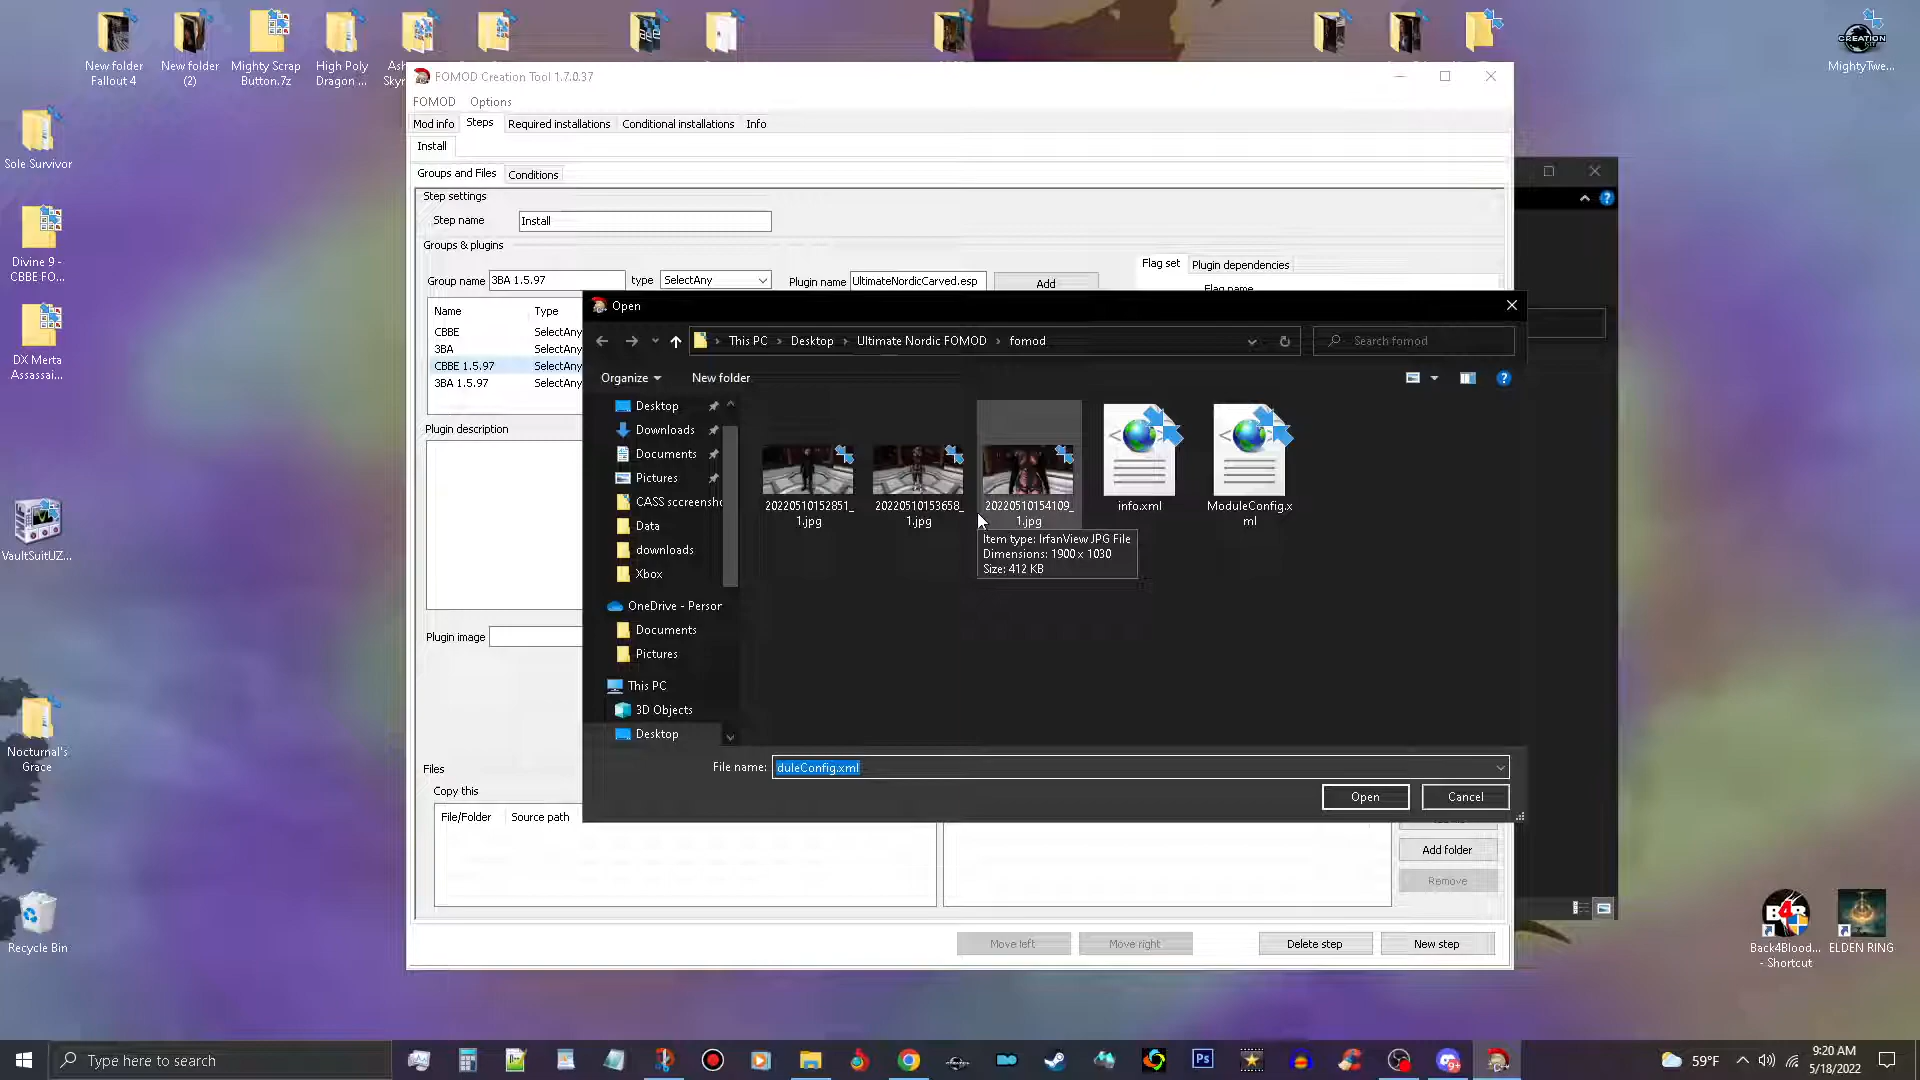 New folder
Fallout 4
New folder
(2)
Mighty Scrap
Button.7z
High Poly
Dragon ...
MightyTwe...
Sole Survivor
Divine 9 -
CBBE FO...
DX Merta
Assassai...
VaultSuitUZ...
Nocturnal's
Grace
Recycle Bin
Back4Blood...
- Shortcut
ELDEN RING
FOMOD Creation Tool 1.7.0.37
FOMOD Options
Mod info Steps Required installations Conditional installations Info
Install
Groups and Files Conditions
Step settings
Step name Install
Groups & plugins
Group name 3BA 1.5.97 type SelectAny Plugin name UltimateNordicCarved.esp Add
Flag set Plugin dependencies
Flag name
Name Type
CBBE SelectAny
3BA SelectAny
CBBE 1.5.97 SelectAny
3BA 1.5.97 SelectAny
Plugin description
Plugin image
Files
Copy this
File/Folder Source path
Add folder
Remove
Move left Move right Delete step New step
Open
This PC Desktop Ultimate Nordic FOMOD fomod
Search fomod
Organize New folder
Desktop
Downloads
Documents
Pictures
CASS sccreensho
Data
downloads
Xbox
OneDrive - Person
Documents
Pictures
This PC
3D Objects
Desktop
20220510152851_
1.jpg
20220510153658_
1.jpg
20220510154109_
1.jpg
info.xml
ModuleConfig.x
ml
Item type: IrfanView JPG File
Dimensions: 1900 x 1030
Size: 412 KB
File name: duleConfig.xml
Open Cancel
Type here to search
59°F
9:20 AM
5/18/2022